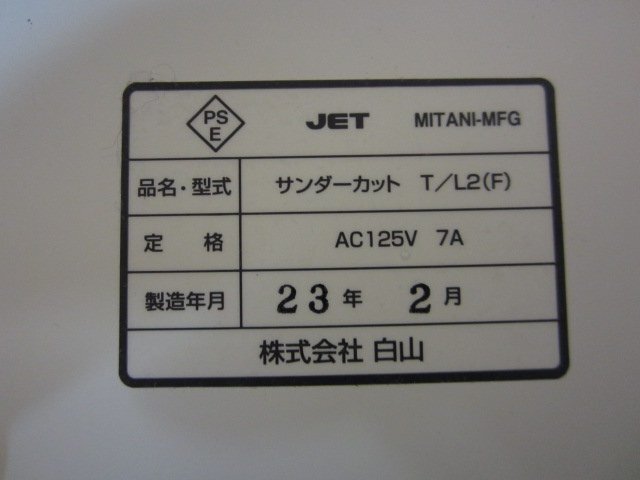 PS E JET MITANI-MFG
品名・型式 サンダーカット T／L2(F)
定 格 AC125V 7A
製造年月 23年 2月
株式会社 白山